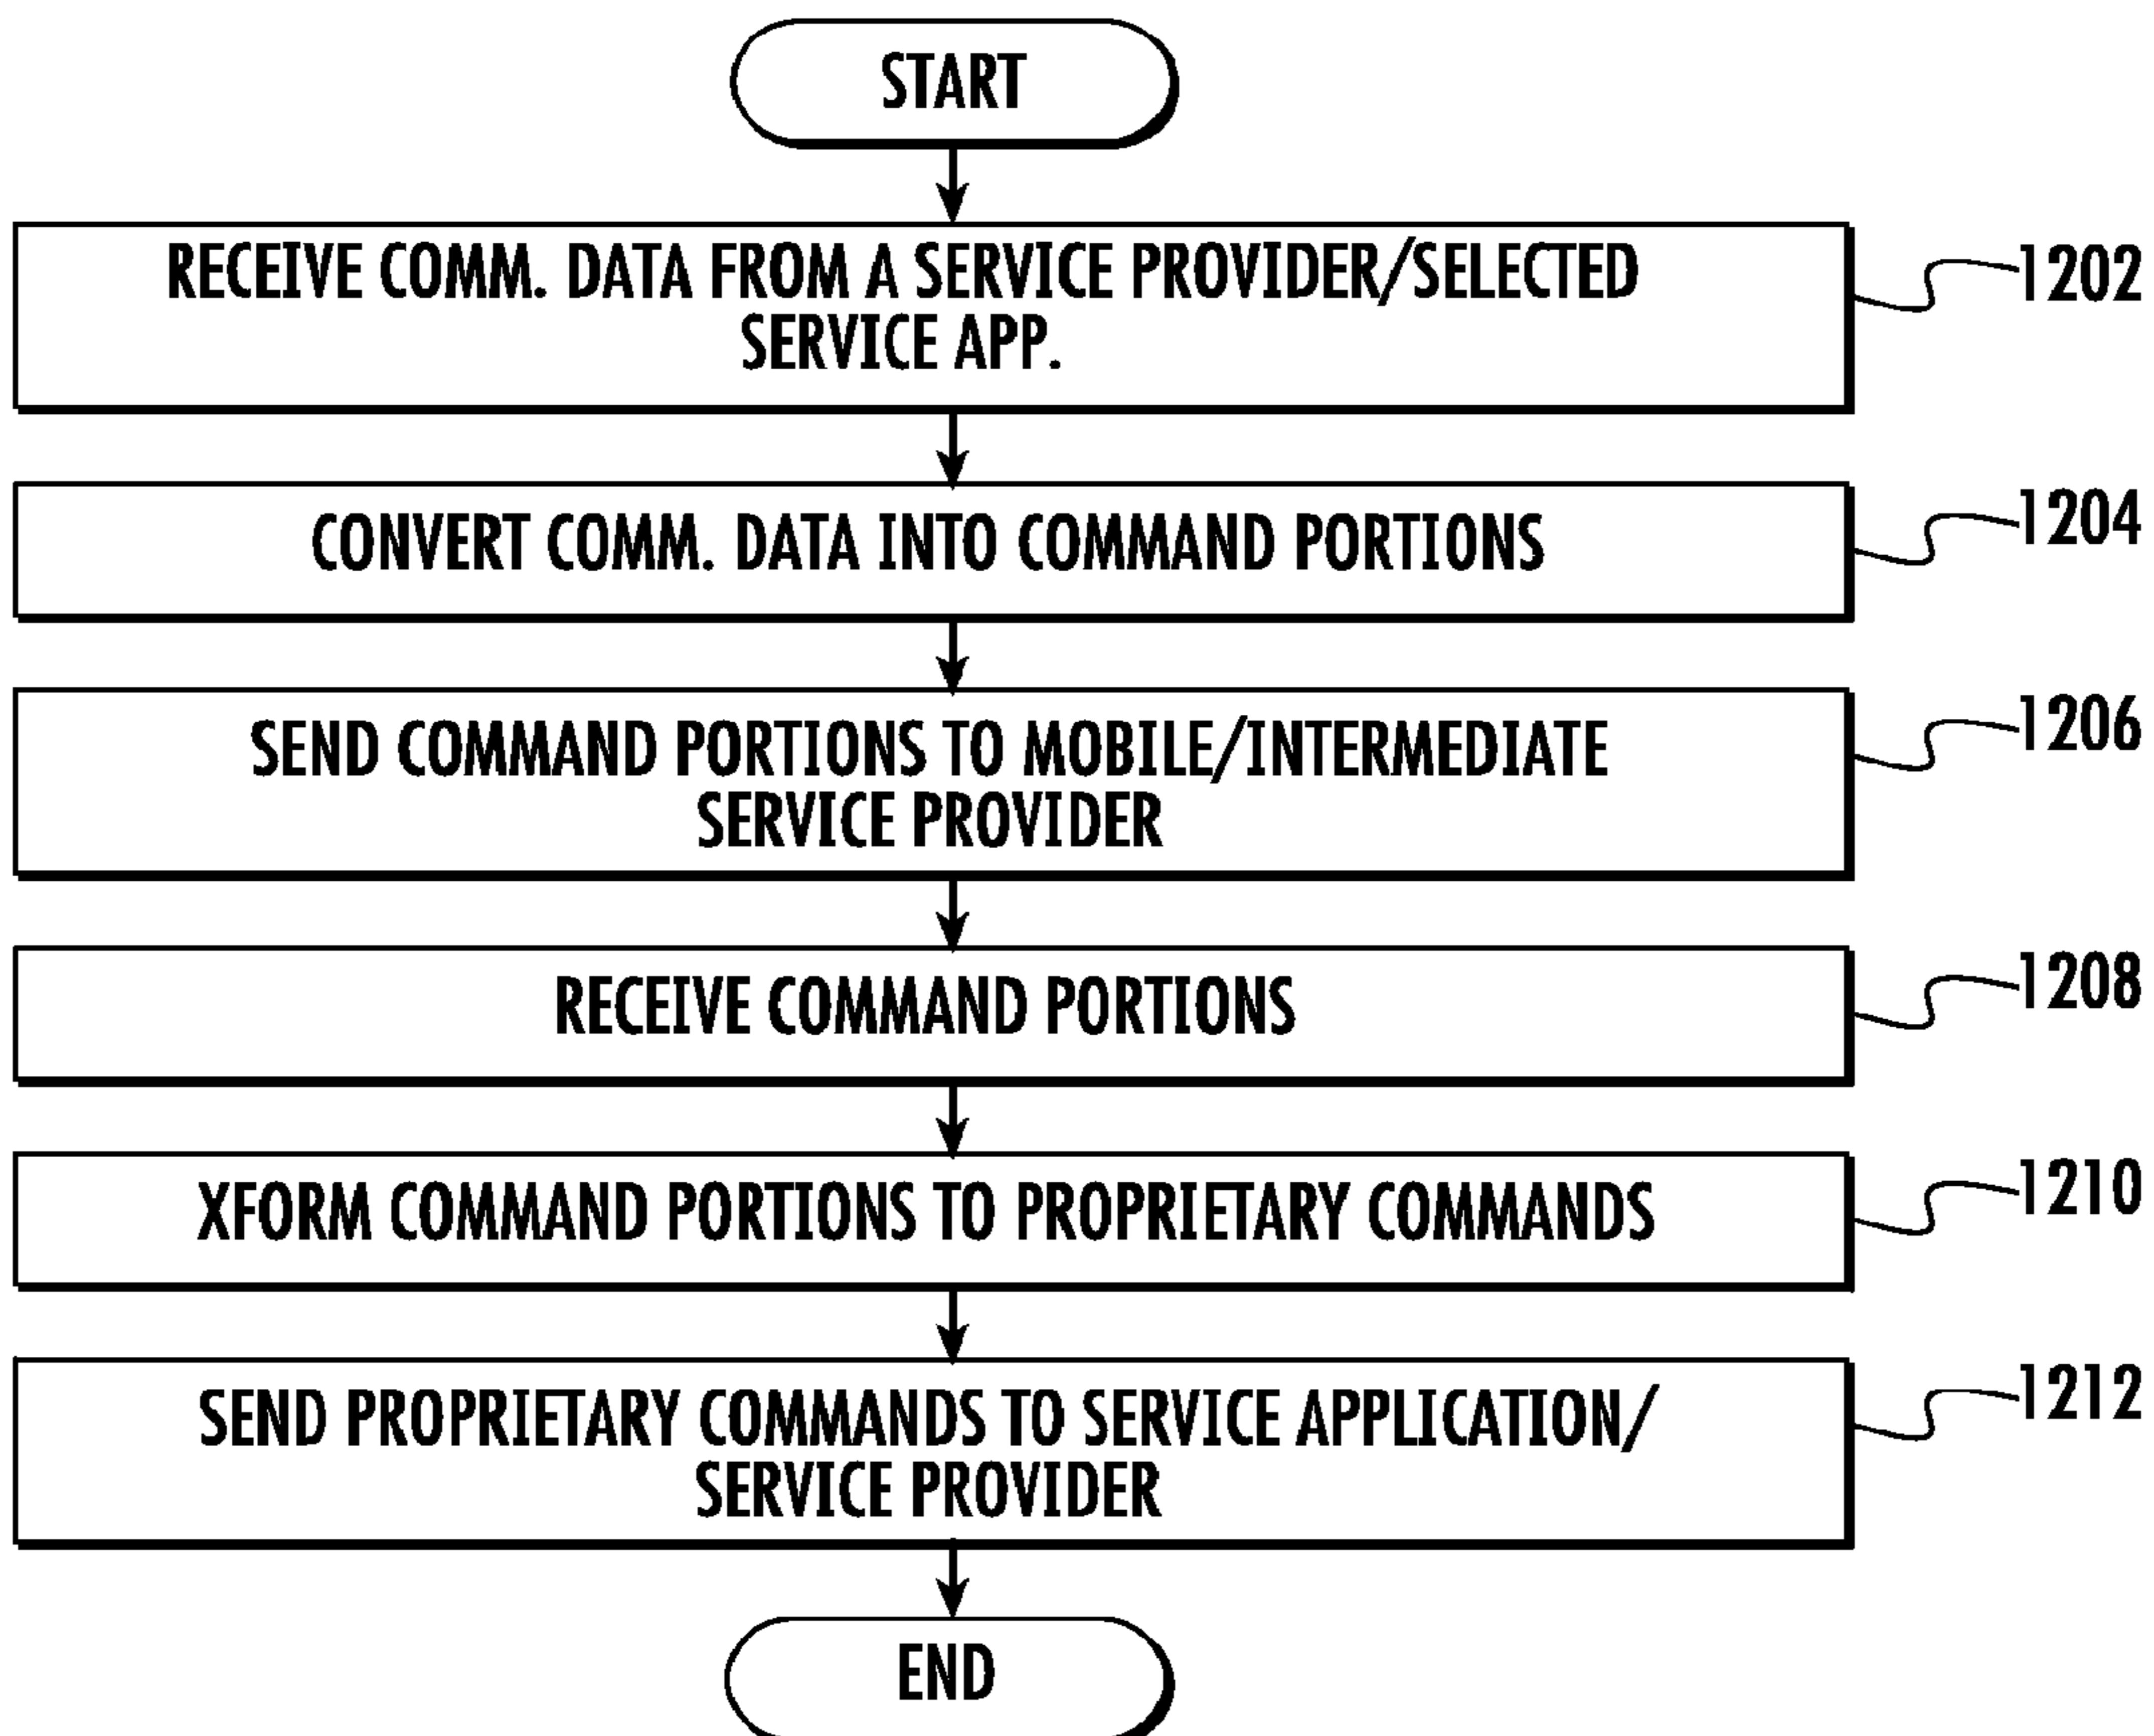 START
RECEIVE COMM. DATA FROM A SERVICE PROVIDER/SELECTED
SERVICE APP.
1202
CONVERT COMM. DATA INTO COMMAND PORTIONS
1204
SEND COMMAND PORTIONS TO MOBILE/INTERMEDIATE
SERVICE PROVIDER
1206
RECEIVE COMMAND PORTIONS
1208
XFORM COMMAND PORTIONS TO PROPRIETARY COMMANDS
1210
SEND PROPRIETARY COMMANDS TO SERVICE APPLICATION/
SERVICE PROVIDER
1212
END